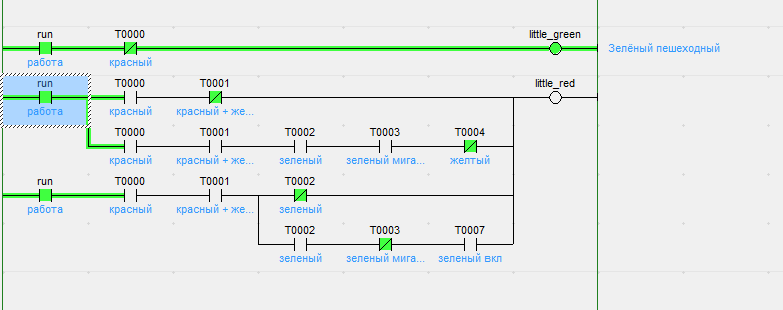 run T0000 little_green
работа красный Зелёный пешеходный
run T0000 T0001 little_red
работа красный красный + же...
T0000 T0001 T0002 T0003 T0004
красный красный + же... зеленый зеленый мига... желтый
run T0000 T0001 T0002
работа красный красный + же... зеленый
T0002 T0003 T0007
зеленый зеленый мига... зеленый вкл